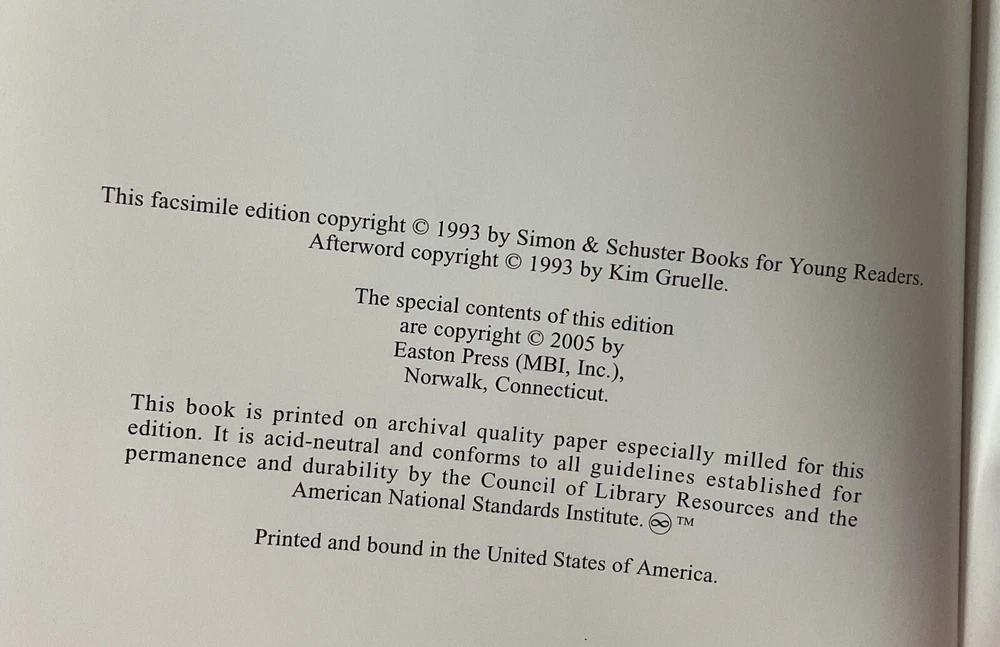 This facsimile edition copyright © 1993 by Simon & Schuster Books for Young Readers.
Afterword copyright © 1993 by Kim Gruelle.
The special contents of this edition
are copyright © 2005 by
Easton Press (MBI, Inc.),
Norwalk, Connecticut.
This book is printed on archival quality paper especially milled for this
edition. It is acid-neutral and conforms to all guidelines established for
permanence and durability by the Council of Library Resources and the
American National Standards Institute. ♾ ™
Printed and bound in the United States of America.